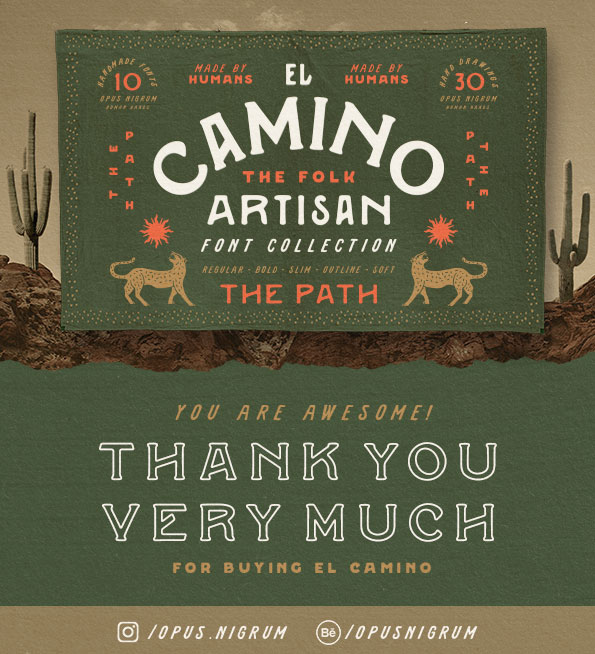 HANDMADE FONTS
10
OPUS NIGRUM
MADE BY
HUMANS
EL
MADE BY
HUMANS
HAND DRAWINGS
30
OPUS NIGRUM
CAMINO
THE PATH
THE FOLK
THE PATH
ARTISAN
FONT COLLECTION
REGULAR - BOLD - SLIM - OUTLINE - SOFT
THE PATH
YOU ARE AWESOME!
THANK YOU
VERY MUCH
FOR BUYING EL CAMINO
/OPUS.NIGRUM
Bē /OPUSNIGRUM